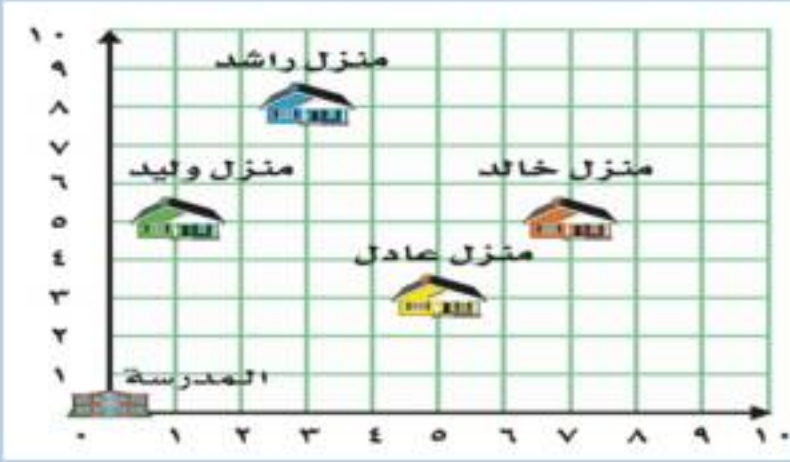 ١٠
٩
منزل راشد
٨
٧
منزل وليد منزل خالد
٦
٥
منزل عادل
٤
٣
٢
١
المدرسة
٠ ١ ٢ ٣ ٤ ٥ ٦ ٧ ٨ ٩ ١٠